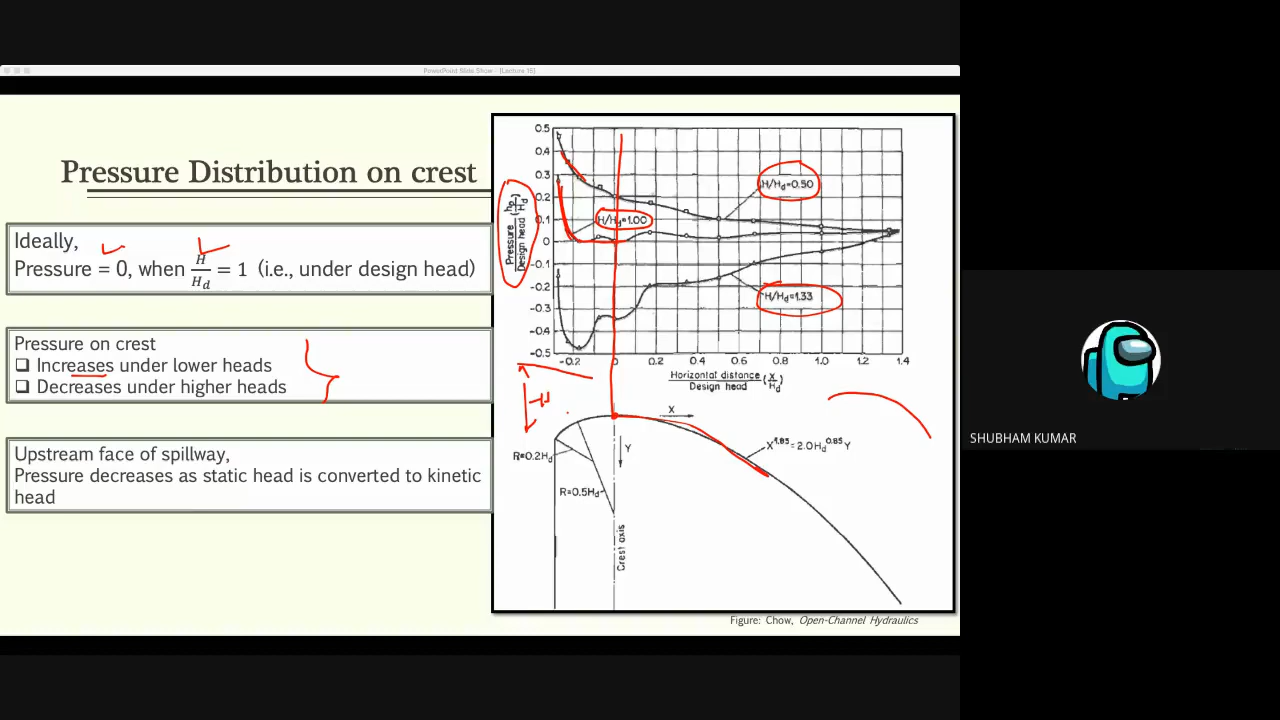 PowerPoint Slide Show - [Lecture 15]
Pressure Distribution on crest
Ideally,
Pressure = 0, when H/H_d = 1 (i.e., under design head)
Pressure on crest
❑ Increases under lower heads
❑ Decreases under higher heads
Upstream face of spillway,
Pressure decreases as static head is converted to kinetic
head
0.5
0.4
0.3
0.2
0.1
0
-0.1
-0.2
-0.3
-0.4
-0.5
Pressure
Design head
H/Hd=0.50
H/Hd=1.00
H/Hd=1.33
-0.2 0 0.2 0.4 0.6 0.8 1.0 1.2 1.4
Horizontal distance
Design head (X/Hd)
H
X
Y
R=0.2Hd
R=0.5Hd
X^1.85=2.0Hd^0.85Y
Crest axis
Figure: Chow, Open-Channel Hydraulics
SHUBHAM KUMAR